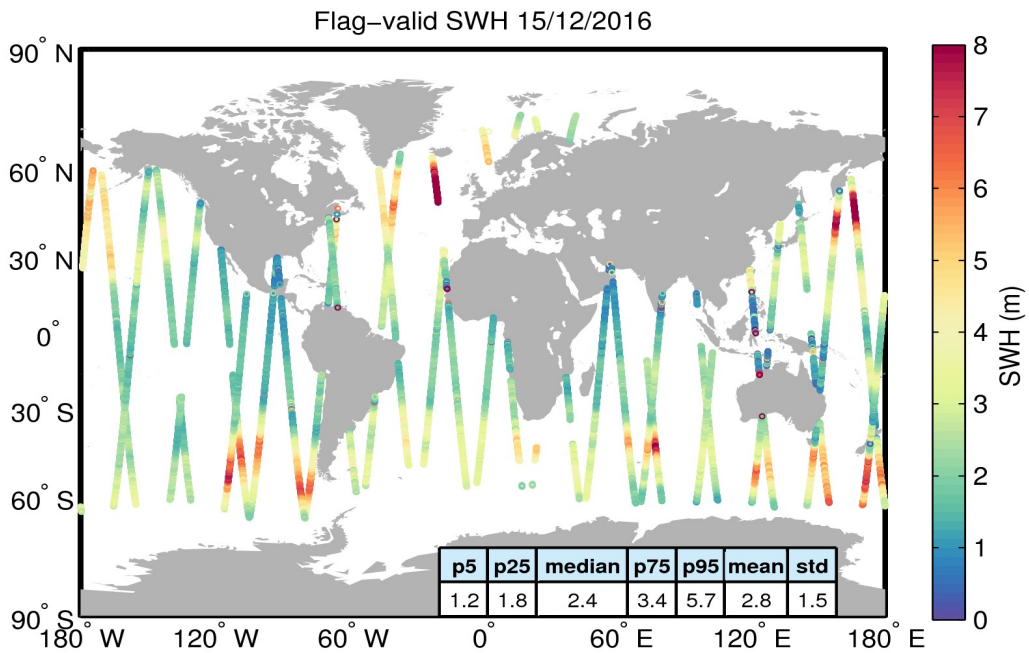 Flag−valid SWH 15/12/2016
90° N
60° N
30° N
0°
30° S
60° S
90° S
180° W
120° W
60° W
0°
60° E
120° E
180° E
p5 p25 median p75 p95 mean std
1.2 1.8 2.4 3.4 5.7 2.8 1.5
8
7
6
5
4
3
2
1
0
SWH (m)